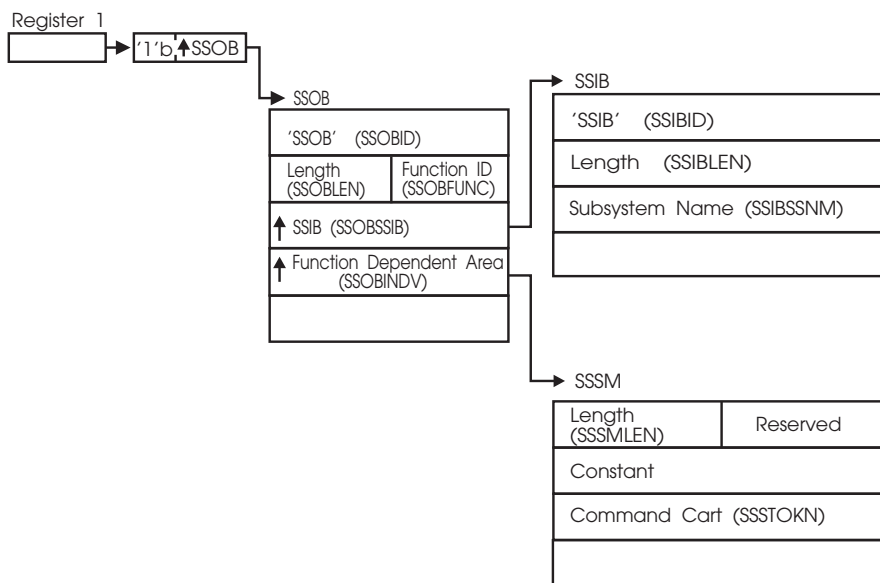 Register 1
'1'b SSOB
SSOB
'SSOB' (SSOBID)
Length
(SSOBLEN)
Function ID
(SSOBFUNC)
SSIB (SSOBSSIB)
Function Dependent Area
(SSOBINDV)
SSIB
'SSIB' (SSIBID)
Length (SSIBLEN)
Subsystem Name (SSIBSSNM)
SSSM
Length
(SSSMLEN)
Reserved
Constant
Command Cart (SSSTOKN)